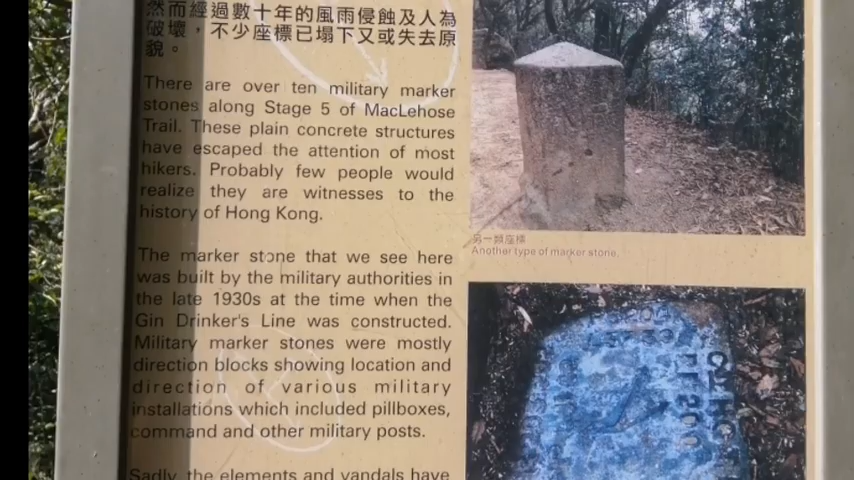 然而經過數十年的風雨侵蝕及人為
破壞，不少座標已塌下又或失去原
貌。
There are over ten military marker
stones along Stage 5 of MacLehose
Trail. These plain concrete structures
have escaped the attention of most
hikers. Probably few people would
realize they are witnesses to the
history of Hong Kong.
The marker stone that we see here
was built by the military authorities in
the late 1930s at the time when the
Gin Drinker's Line was constructed.
Military marker stones were mostly
direction blocks showing location and
direction of various military
installations which included pillboxes,
command and other military posts.
Sadly, the elements and vandals have
另一類座標
Another type of marker stone.